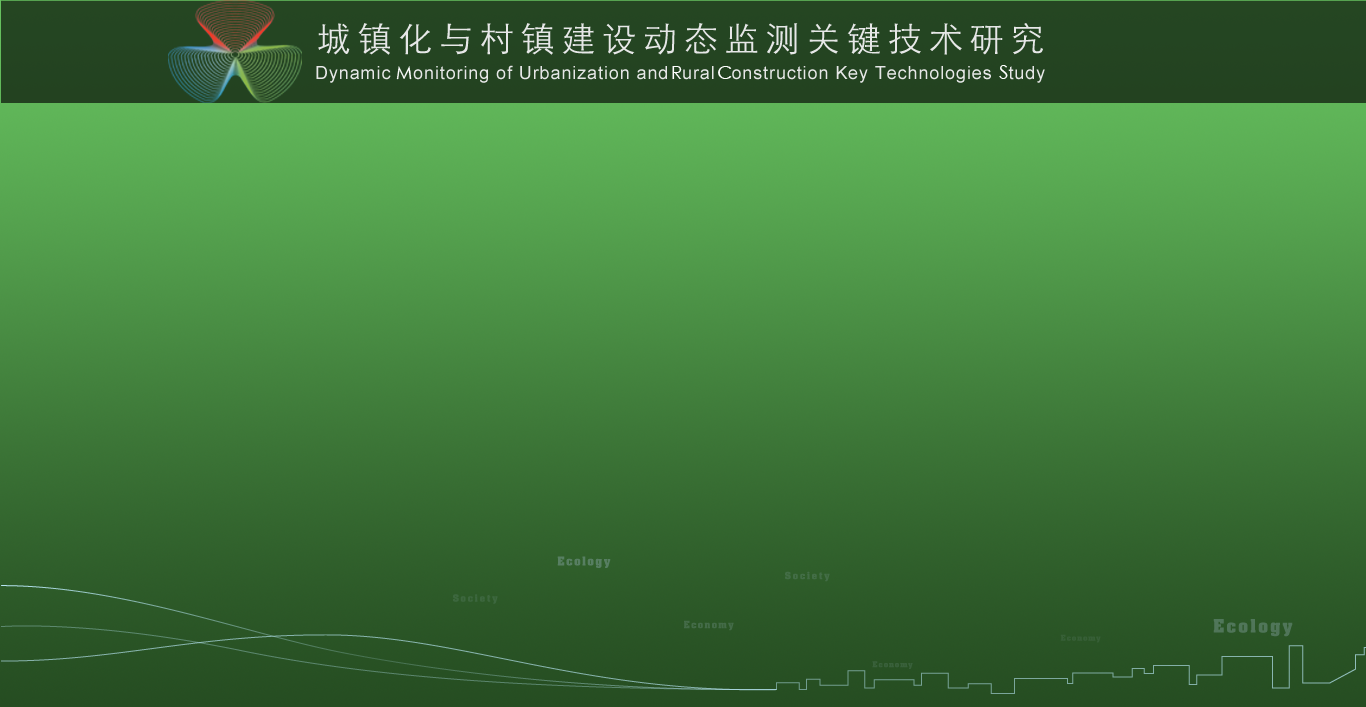 城镇化与村镇建设动态监测关键技术研究
Dynamic Monitoring of Urbanization and Rural Construction Key Technologies Study
Ecology
Society
Society
Economy
Ecology
Economy
Economy